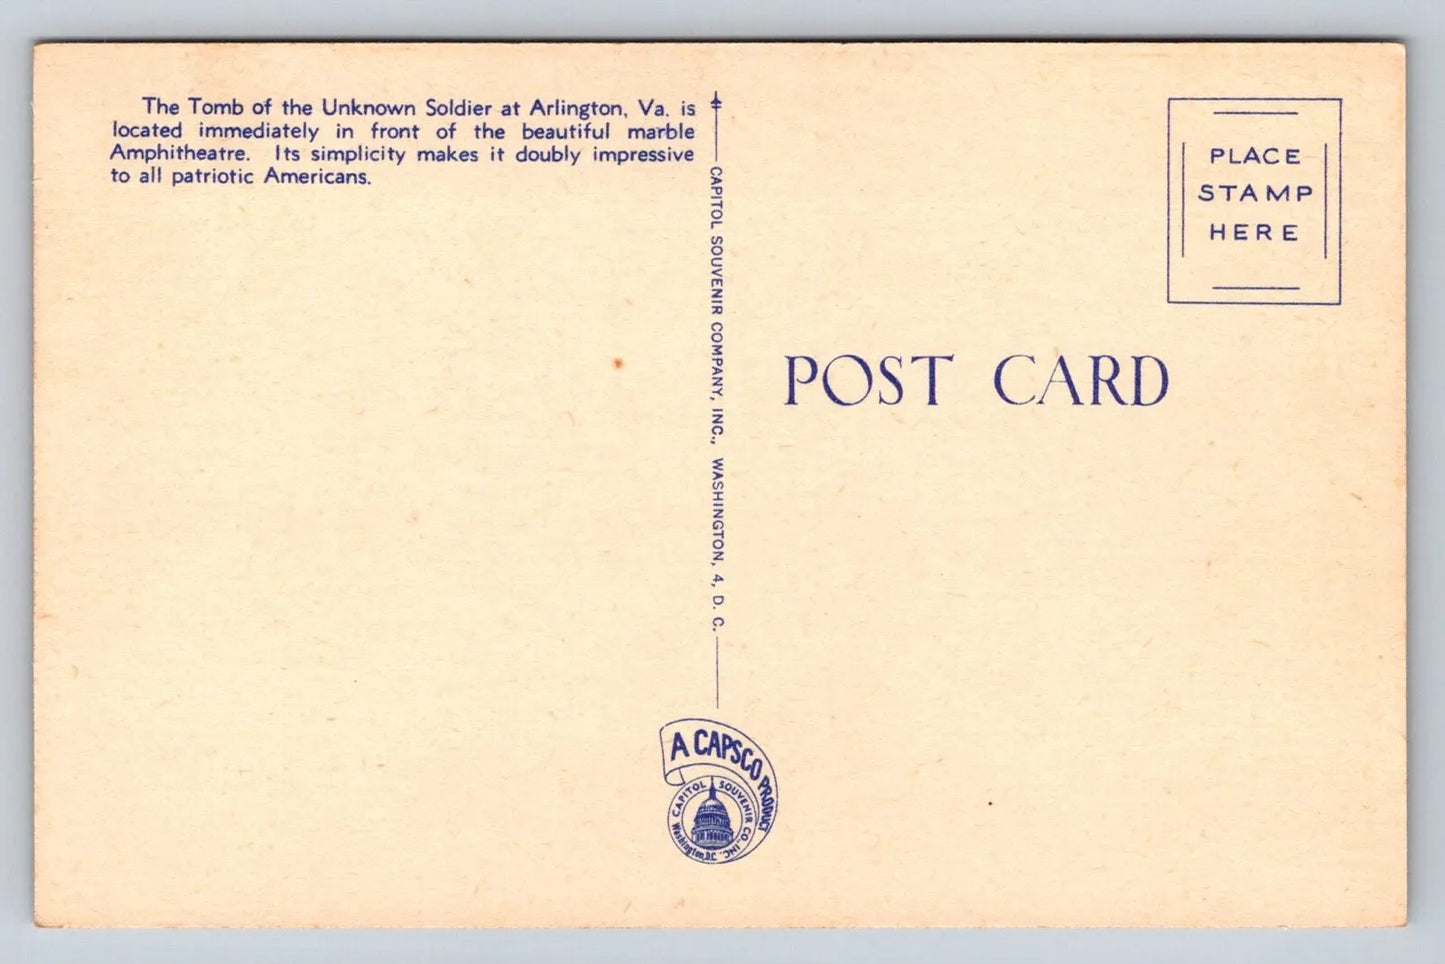 The Tomb of the Unknown Soldier at Arlington, Va. is
located immediately in front of the beautiful marble
Amphitheatre. Its simplicity makes it doubly impressive
to all patriotic Americans.
CAPITOL SOUVENIR COMPANY, INC., WASHINGTON, 4, D. C.
PLACE
STAMP
HERE
POST CARD
A CAPSCO PRODUCT
CAPITOL SOUVENIR CO., INC.
Washington, D.C.